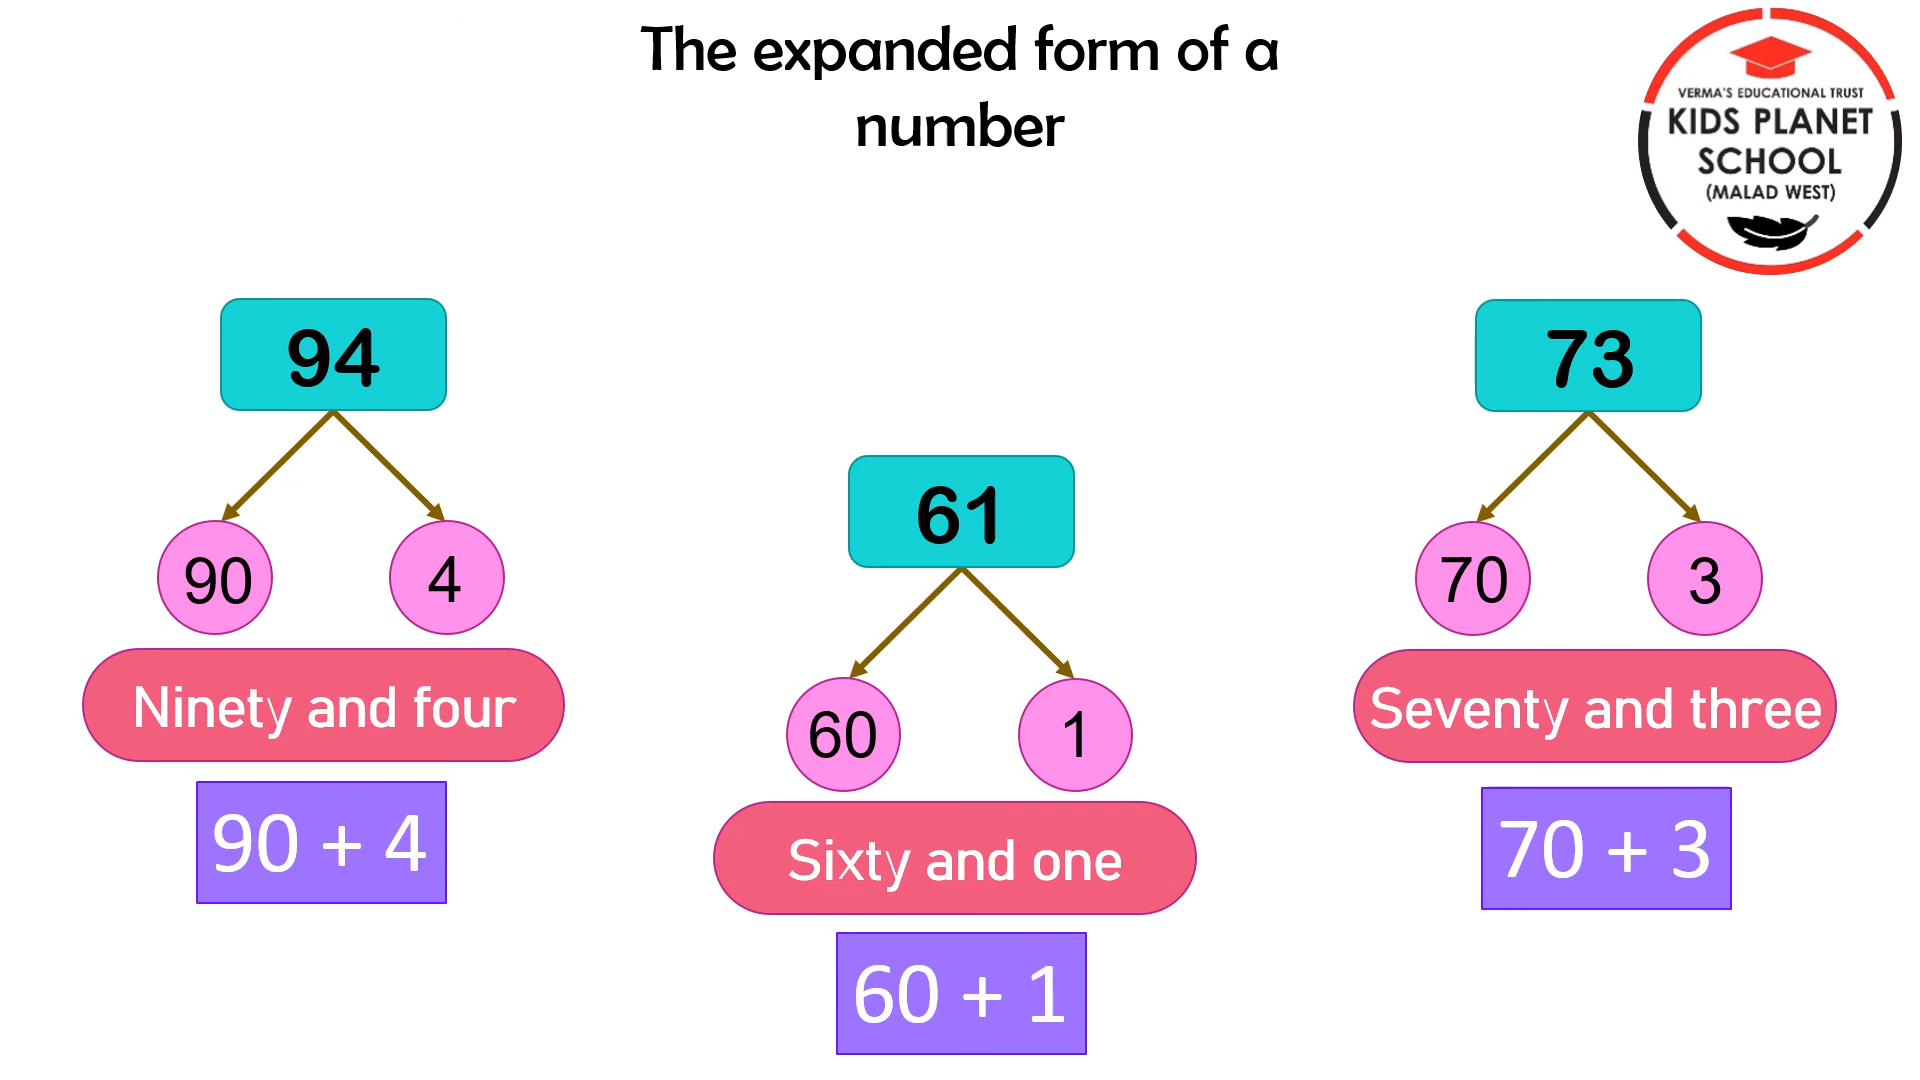 The expanded form of a
number
VERMA'S EDUCATIONAL TRUST
KIDS PLANET
SCHOOL
(MALAD WEST)
94
90 4
Ninety and four
90 + 4
61
60 1
Sixty and one
60 + 1
73
70 3
Seventy and three
70 + 3